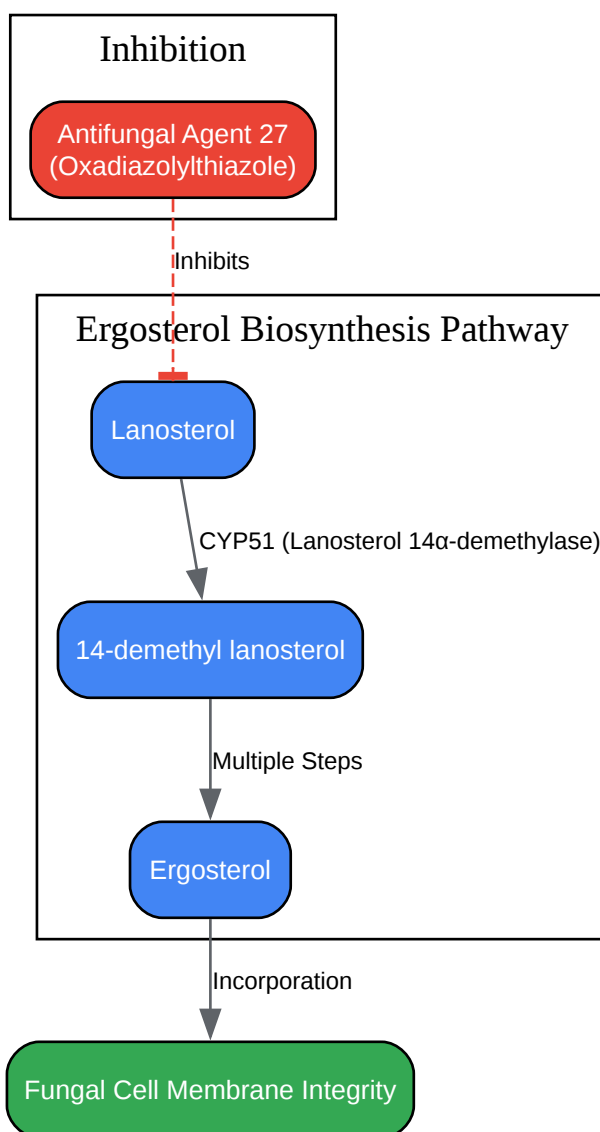 Inhibition
Antifungal Agent 27
(Oxadiazolylthiazole)
Inhibits
Ergosterol Biosynthesis Pathway
Lanosterol
CYP51 (Lanosterol 14α-demethylase)
14-demethyl lanosterol
Multiple Steps
Ergosterol
Incorporation
Fungal Cell Membrane Integrity